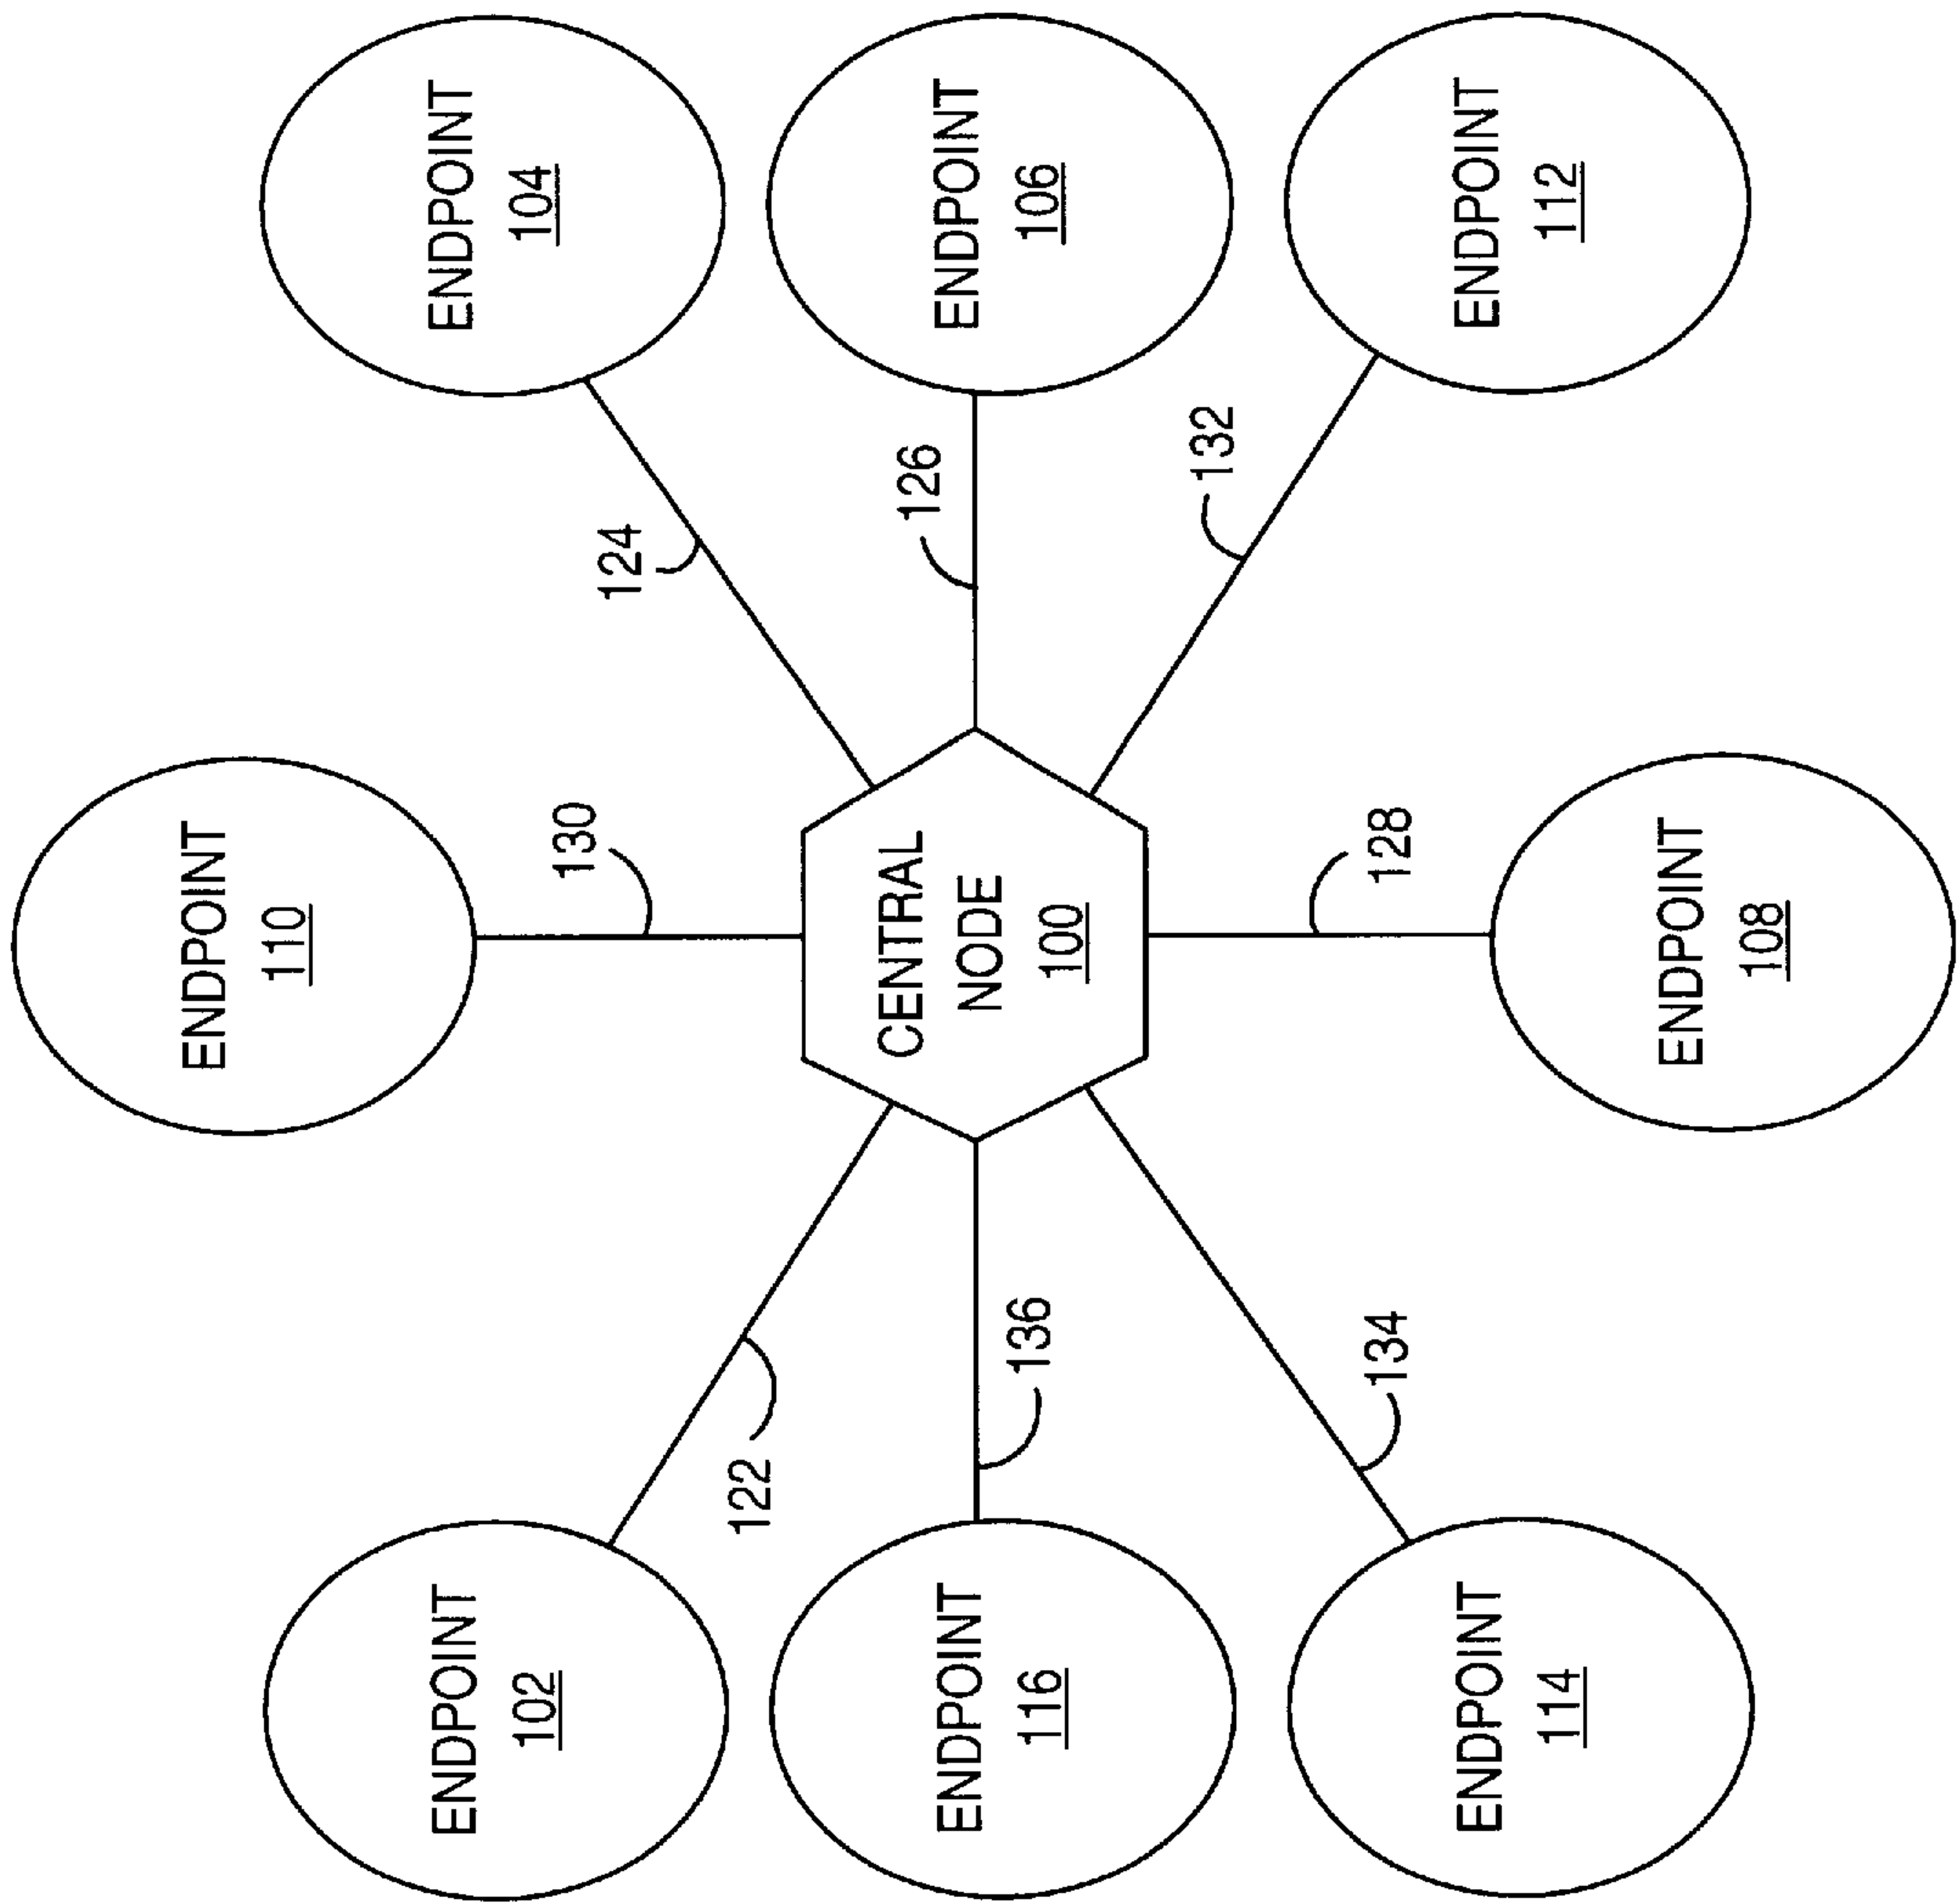 ENDPOINT
110
ENDPOINT
102
ENDPOINT
104
130
124
122
126
ENDPOINT
116
CENTRAL
NODE
100
ENDPOINT
106
136
132
134
128
ENDPOINT
114
ENDPOINT
112
ENDPOINT
108